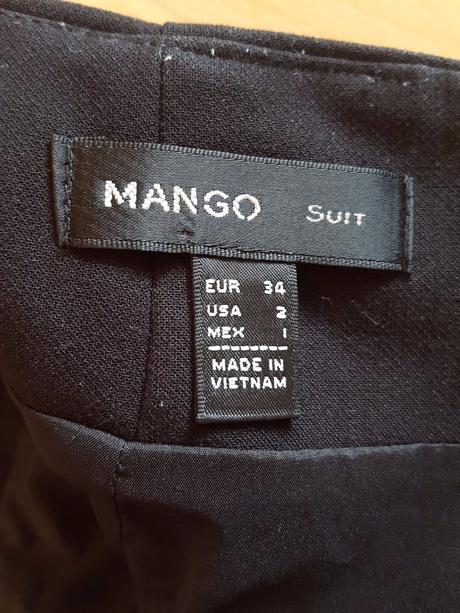 MANGO SUIT
EUR 34
USA 2
MEX 1
MADE IN
VIETNAM